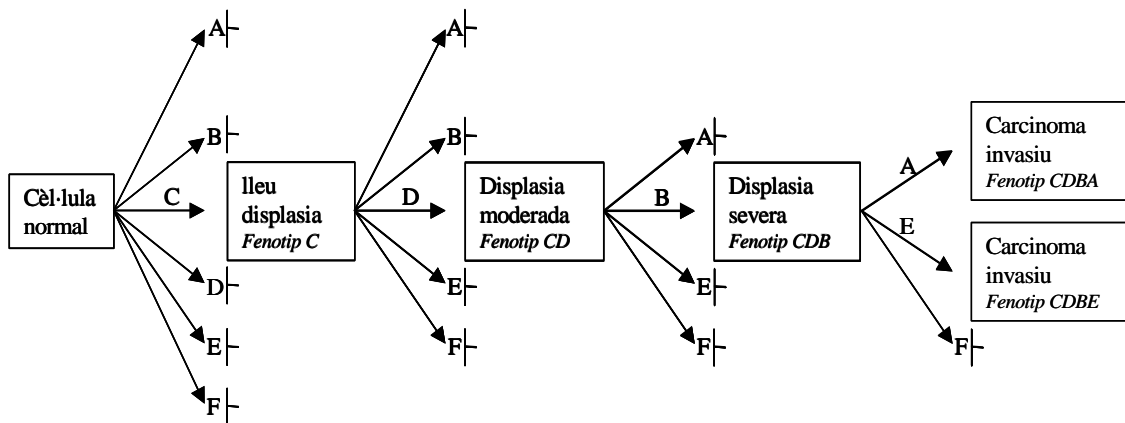 A
B
C
D
E
F
Cèl·lula
normal
lleu
displasia
Fenotip C
A
B
D
E
F
Displasia
moderada
Fenotip CD
A
B
E
F
Displasia
severa
Fenotip CDB
A
E
F
Carcinoma
invasiu
Fenotip CDBA
Carcinoma
invasiu
Fenotip CDBE